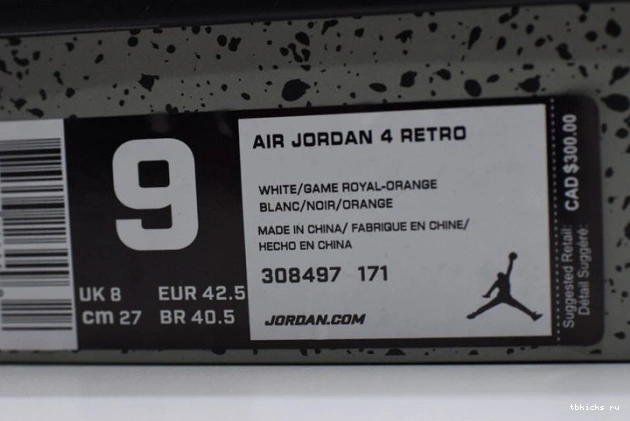 9
UK 8 EUR 42.5
cm 27 BR 40.5
AIR JORDAN 4 RETRO
WHITE/GAME ROYAL-ORANGE
BLANC/NOIR/ORANGE
MADE IN CHINA/ FABRIQUE EN CHINE/
HECHO EN CHINA
308497 171
JORDAN.COM
Suggested Retail: CAD $300.00
Détail Suggéré:
tbkicks ru